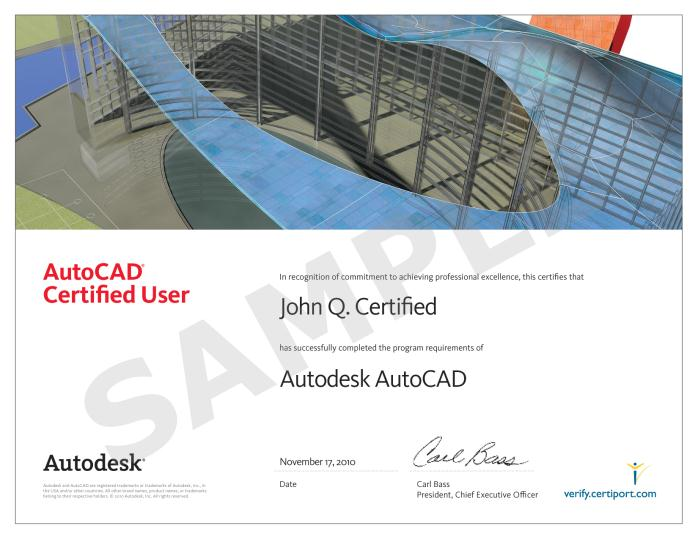 AutoCAD®
Certified User
SAMPLE
In recognition of commitment to achieving professional excellence, this certifies that
John Q. Certified
has successfully completed the program requirements of
Autodesk AutoCAD
Autodesk®
November 17, 2010
Carl Bass
Date
Carl Bass
President, Chief Executive Officer
Autodesk and AutoCAD are registered trademarks or trademarks of Autodesk, Inc., in
the USA and/or other countries. All other brand names, product names, or trademarks
belong to their respective holders. © 2010 Autodesk, Inc. All rights reserved.
verify.certiport.com